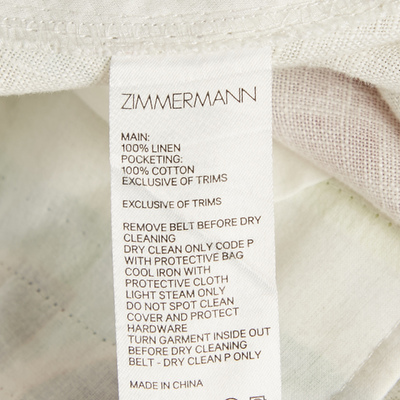 ZIMMERMANN
MAIN:
100% LINEN
POCKETING:
100% COTTON
EXCLUSIVE OF TRIMS
EXCLUSIVE OF TRIMS
REMOVE BELT BEFORE DRY
CLEANING
DRY CLEAN ONLY CODE P
WITH PROTECTIVE BAG
COOL IRON WITH
PROTECTIVE CLOTH
LIGHT STEAM ONLY
DO NOT SPOT CLEAN
COVER AND PROTECT
HARDWARE
TURN GARMENT INSIDE OUT
BEFORE DRY CLEANING
BELT - DRY CLEAN P ONLY
MADE IN CHINA